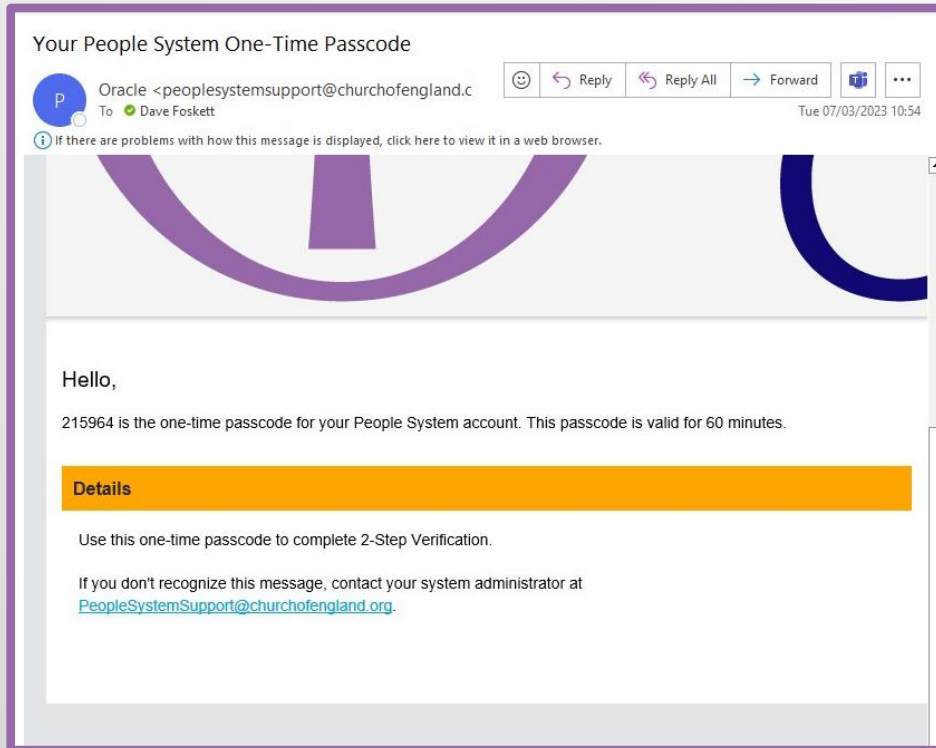 Your People System One-Time Passcode
P
Oracle <peoplesystemsupport@churchofengland.c
Reply
Reply All
Forward
To Dave Foskett
Tue 07/03/2023 10:54
If there are problems with how this message is displayed, click here to view it in a web browser.
Hello,
215964 is the one-time passcode for your People System account. This passcode is valid for 60 minutes.
Details
Use this one-time passcode to complete 2-Step Verification.
If you don't recognize this message, contact your system administrator at
PeopleSystemSupport@churchofengland.org.